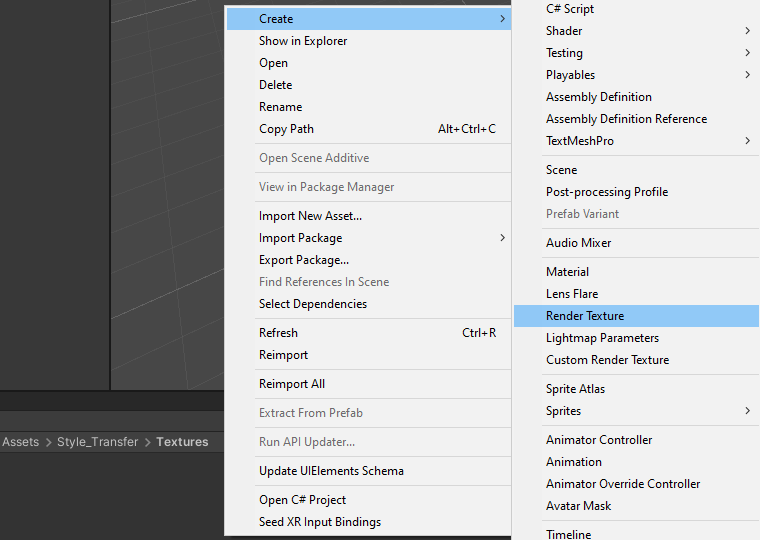 Create
Show in Explorer
Open
Delete
Rename
Copy Path Alt+Ctrl+C
Open Scene Additive
View in Package Manager
Import New Asset...
Import Package
Export Package...
Find References In Scene
Select Dependencies
Refresh Ctrl+R
Reimport
Reimport All
Extract From Prefab
Run API Updater...
Update UIElements Schema
Open C# Project
Seed XR Input Bindings
C# Script
Shader
Testing
Playables
Assembly Definition
Assembly Definition Reference
TextMeshPro
Scene
Post-processing Profile
Prefab Variant
Audio Mixer
Material
Lens Flare
Render Texture
Lightmap Parameters
Custom Render Texture
Sprite Atlas
Sprites
Animator Controller
Animation
Animator Override Controller
Avatar Mask
Timeline
Assets > Style_Transfer > Textures